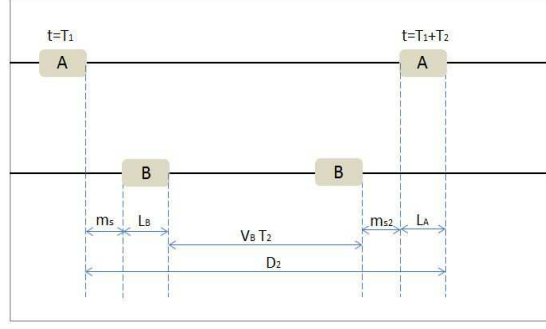 t=T₁ t=T₁+T₂
A A
B B
mₛ L_B mₛ₂ L_A
V_B T₂
D₂